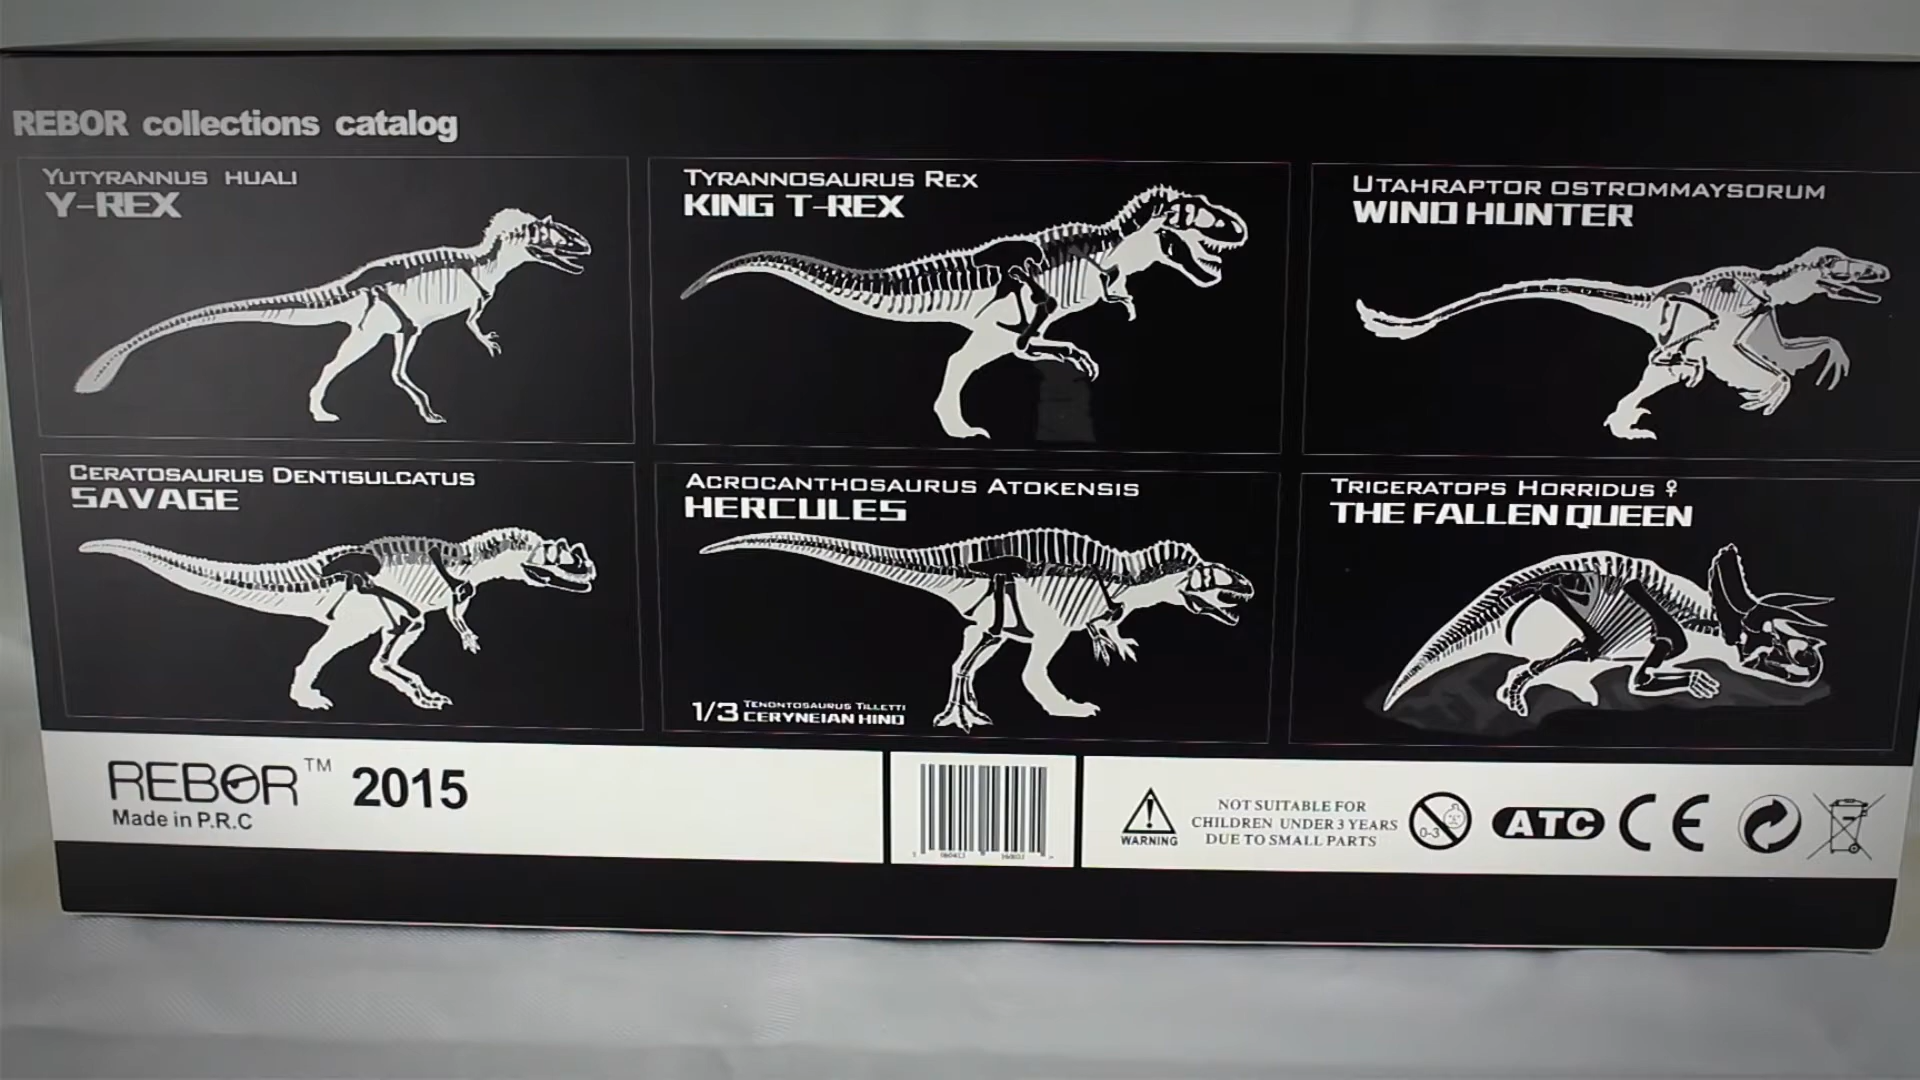 REBOR collections catalog
YUTYRANNUS HUALI
Y-REX
TYRANNOSAURUS REX
KING T-REX
UTAHRAPTOR OSTROMMAYSORUM
WIND HUNTER
CERATOSAURUS DENTISULCATUS
SAVAGE
ACROCANTHOSAURUS ATOKENSIS
HERCULES
1/3 TENONTOSAURUS TILLETTI
CERYNEIAN HIND
TRICERATOPS HORRIDUS ♀
THE FALLEN QUEEN
REBOR™ 2015
Made in P.R.C
WARNING
NOT SUITABLE FOR
CHILDREN UNDER 3 YEARS
DUE TO SMALL PARTS
0-3
ATC
CE